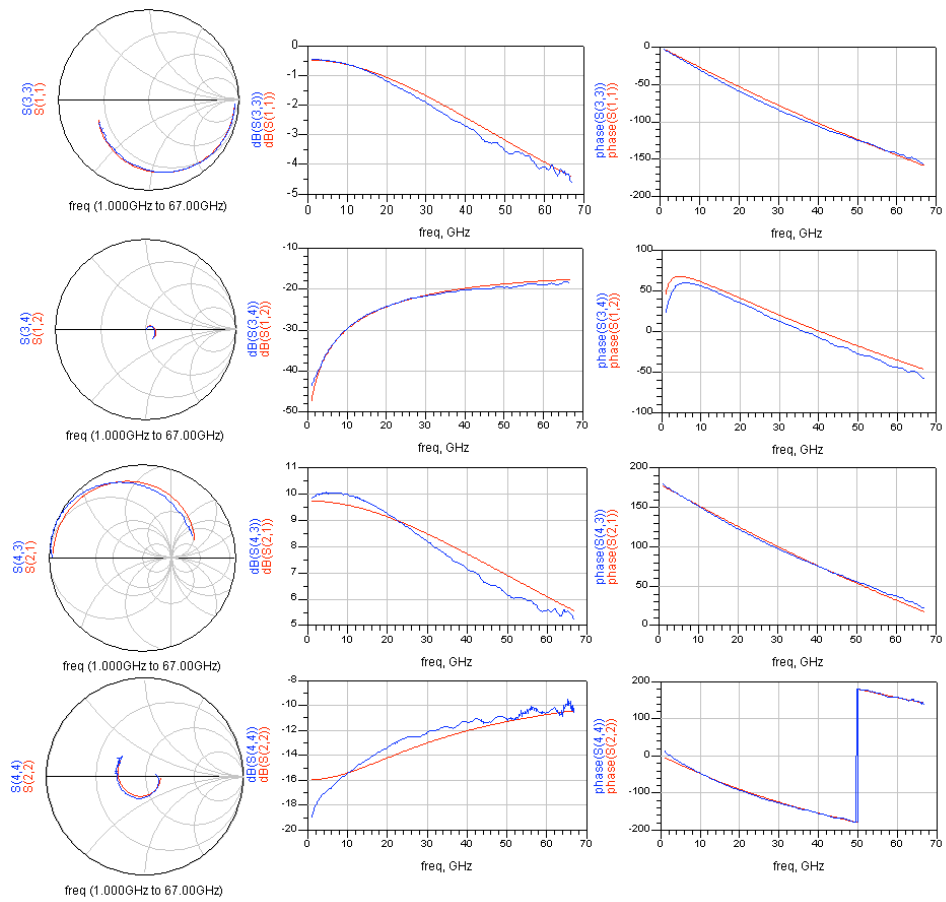 S(3,3)
S(1,1)
freq (1.000GHz to 67.00GHz)
dB(S(3,3))
dB(S(1,1))
0
-1
-2
-3
-4
-5
0 10 20 30 40 50 60 70
freq, GHz
phase(S(3,3))
phase(S(1,1))
0
-50
-100
-150
-200
0 10 20 30 40 50 60 70
freq, GHz
S(3,4)
S(1,2)
freq (1.000GHz to 67.00GHz)
dB(S(3,4))
dB(S(1,2))
-10
-20
-30
-40
-50
0 10 20 30 40 50 60 70
freq, GHz
phase(S(3,4))
phase(S(1,2))
100
50
0
-50
-100
0 10 20 30 40 50 60 70
freq, GHz
S(4,3)
S(2,1)
freq (1.000GHz to 67.00GHz)
dB(S(4,3))
dB(S(2,1))
11
10
9
8
7
6
5
0 10 20 30 40 50 60 70
freq, GHz
phase(S(4,3))
phase(S(2,1))
200
150
100
50
0
0 10 20 30 40 50 60 70
freq, GHz
S(4,4)
S(2,2)
freq (1.000GHz to 67.00GHz)
dB(S(4,4))
dB(S(2,2))
-8
-10
-12
-14
-16
-18
-20
0 10 20 30 40 50 60 70
freq, GHz
phase(S(4,4))
phase(S(2,2))
200
100
0
-100
-200
0 10 20 30 40 50 60 70
freq, GHz